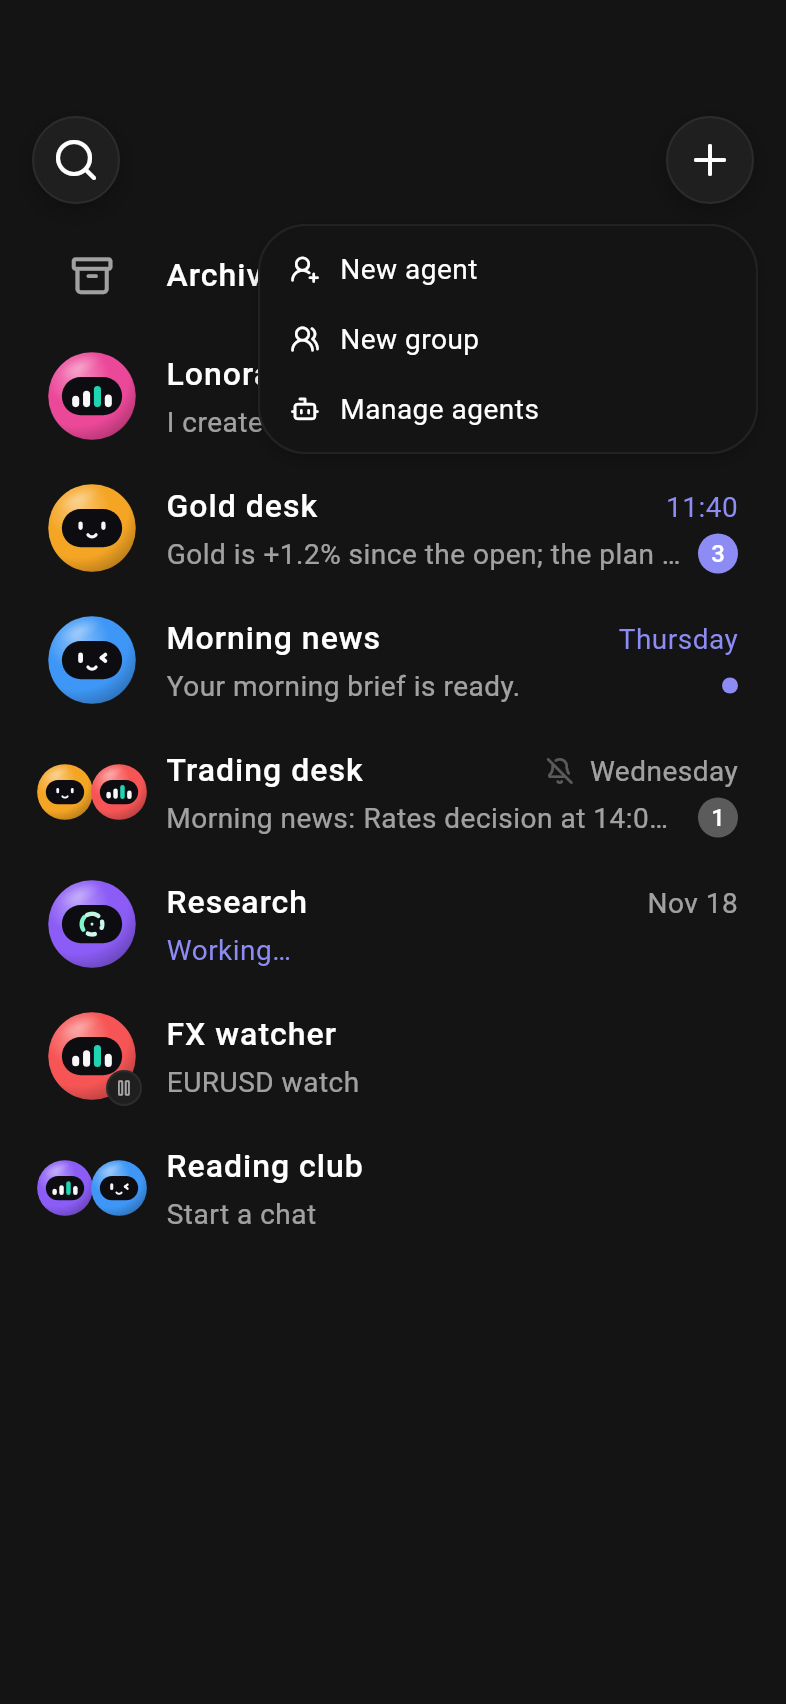 New agent
New group
Manage agents
Gold desk 11:40
Gold is +1.2% since the open; the plan … 3
Morning news Thursday
Your morning brief is ready.
Trading desk Wednesday
Morning news: Rates decision at 14:0… 1
Research Nov 18
Working…
FX watcher
EURUSD watch
Reading club
Start a chat
I create